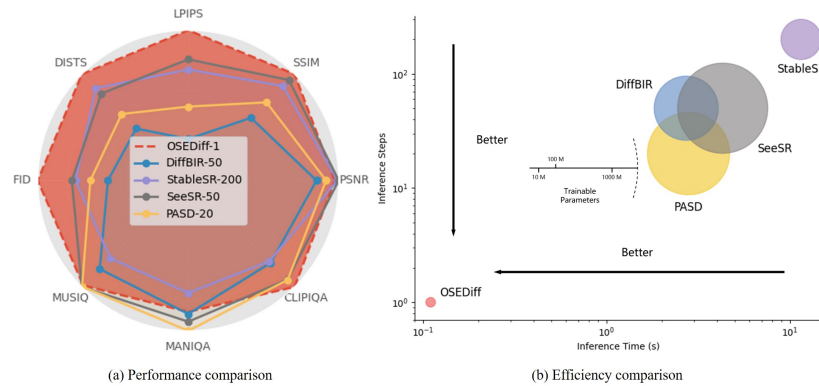 LPIPS
DISTS
SSIM
FID
PSNR
MUSIQ
CLIPIQA
MANIQA
OSEDiff-1
DiffBIR-50
StableSR-200
SeeSR-50
PASD-20
(a) Performance comparison
Inference Steps
10²
10¹
10⁰
StableS
DiffBIR
SeeSR
PASD
OSEDiff
Better
100 M
10 M
1000 M
Trainable
Parameters
Better
10⁻¹
10⁰
10¹
Inference Time (s)
(b) Efficiency comparison